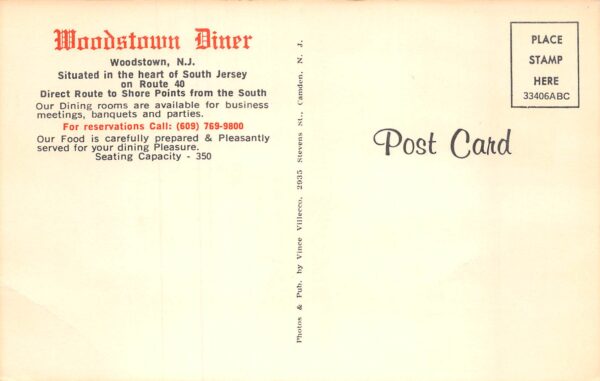 Woodstown Diner
Woodstown, N.J.
Situated in the heart of South Jersey
on Route 40
Direct Route to Shore Points from the South
Our Dining rooms are available for business
meetings, banquets and parties.
For reservations Call: (609) 769-9800
Our Food is carefully prepared & Pleasantly
served for your dining Pleasure.
Seating Capacity - 350
Photos & Pub. by Vince Villecco, 2935 Stevens St., Camden, N. J.
PLACE
STAMP
HERE
33406ABC
Post Card